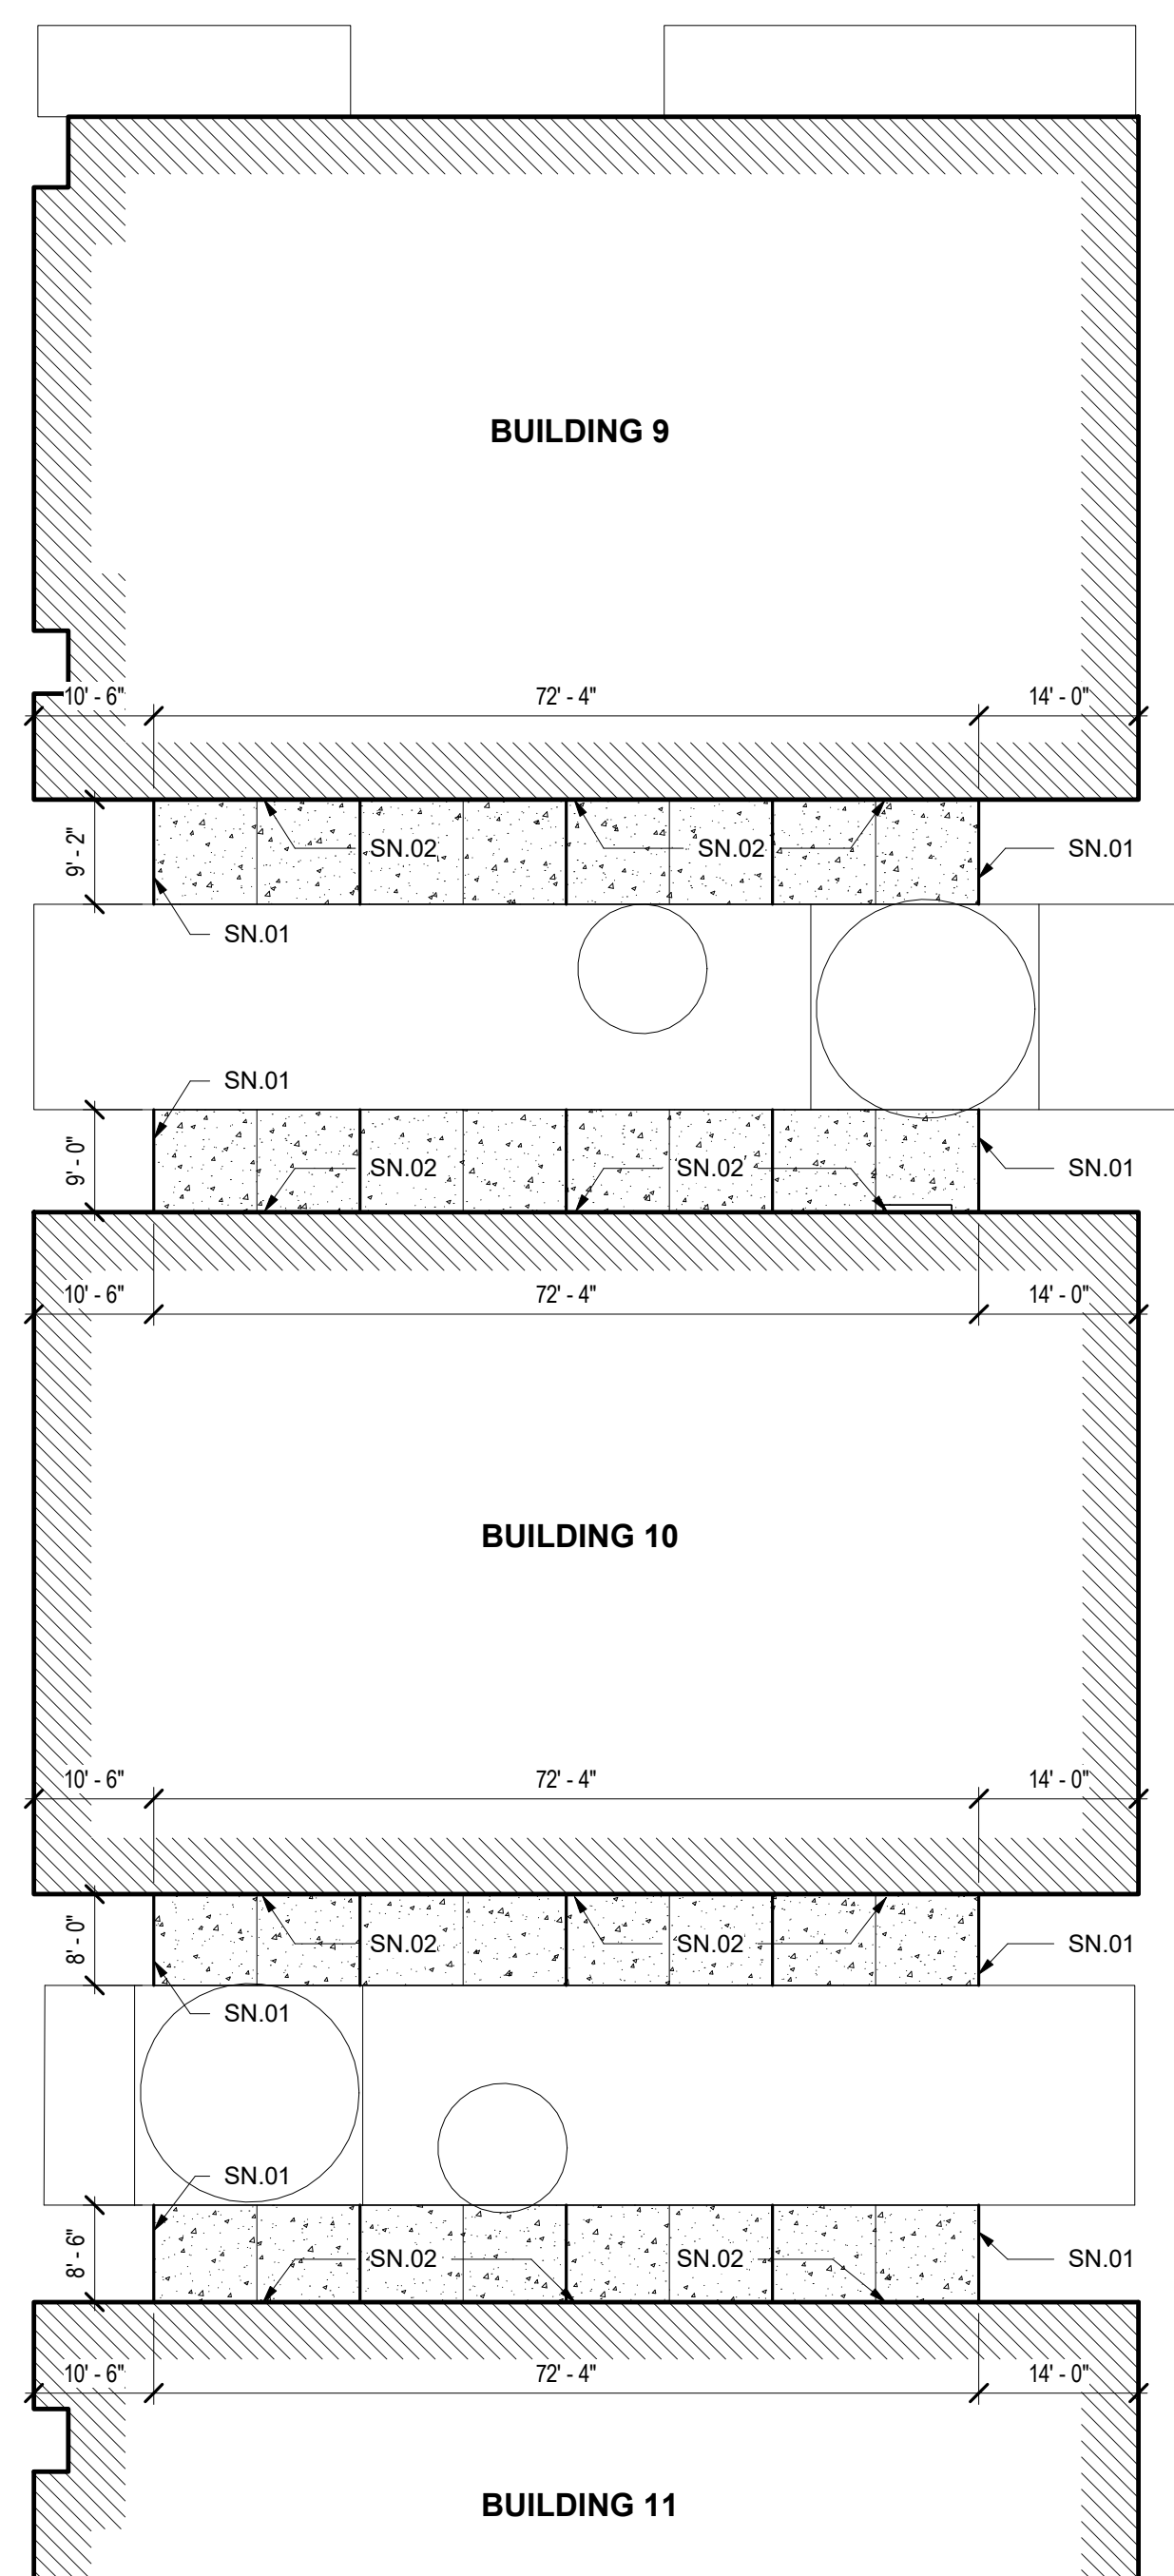 BUILDING 9
10' - 6" 72' - 4" 14' - 0"
9' - 2"
SN.02 SN.02 SN.01
SN.01
SN.01
9' - 0"
SN.02 SN.02 SN.01
10' - 6" 72' - 4" 14' - 0"
BUILDING 10
10' - 6" 72' - 4" 14' - 0"
8' - 0"
SN.02 SN.02 SN.01
SN.01
SN.01
8' - 6"
SN.02 SN.02 SN.01
10' - 6" 72' - 4" 14' - 0"
BUILDING 11